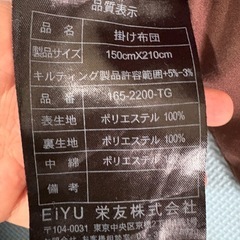 品質表示
品名 掛け布団
製品サイズ 150cmX210cm
キルティング製品許容範囲+5%-3%
品番 165-2200-TG
表生地 ポリエステル 100%
裏生地 ポリエステル 100%
中綿 ポリエステル 100%
備考
EiYU 栄友株式会社
〒104-0031 東京中央区京橋2丁目